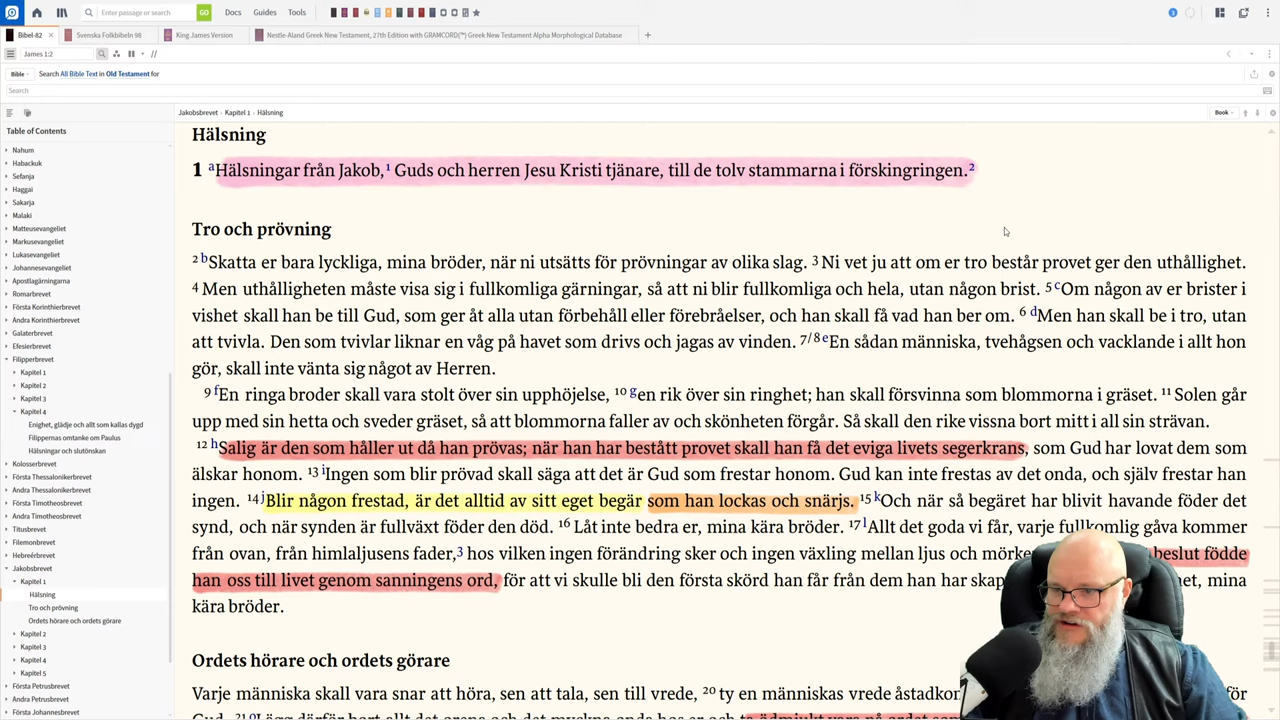 Enter passage or search GO Docs Guides Tools 3
Bibel-82 Svenska Folkbibeln 98 King James Version Nestle-Aland Greek New Testament, 27th Edition with GRAMCORD(™) Greek New Testament Alpha Morphological Database
James 1:2
Bible Search All Bible Text in Old Testament for
Search
Jakobsbrevet › Kapitel 1 › Hälsning Book
Table of Contents
Nahum
Habackuk
Sefanja
Haggai
Sakarja
Malaki
Matteusevangeliet
Markusevangeliet
Lukasevangeliet
Johannesevangeliet
Apostlagärningarna
Romarbrevet
Första Korinthierbrevet
Andra Korinthierbrevet
Galaterbrevet
Efesierbrevet
Filipperbrevet
Kapitel 1
Kapitel 2
Kapitel 3
Kapitel 4
Enighet, glädje och allt som kallas dygd
Filippernas omtanke om Paulus
Hälsningar och slutönskan
Kolosserbrevet
Första Thessalonikerbrevet
Andra Thessalonikerbrevet
Första Timotheosbrevet
Andra Timotheosbrevet
Titusbrevet
Filemonbrevet
Hebreérbrevet
Jakobsbrevet
Kapitel 1
Hälsning
Tro och prövning
Ordets hörare och ordets görare
Kapitel 2
Kapitel 3
Kapitel 4
Kapitel 5
Första Petrusbrevet
Andra Petrusbrevet
Första Johannesbrevet
Hälsning
1 aHälsningar från Jakob,1 Guds och herren Jesu Kristi tjänare, till de tolv stammarna i förskingringen.2
Tro och prövning
2 bSkatta er bara lyckliga, mina bröder, när ni utsätts för prövningar av olika slag. 3 Ni vet ju att om er tro består provet ger den uthållighet.
4 Men uthålligheten måste visa sig i fullkomliga gärningar, så att ni blir fullkomliga och hela, utan någon brist. 5 cOm någon av er brister i
vishet skall han be till Gud, som ger åt alla utan förbehåll eller förebråelser, och han skall få vad han ber om. 6 dMen han skall be i tro, utan
att tvivla. Den som tvivlar liknar en våg på havet som drivs och jagas av vinden. 7/8 eEn sådan människa, tvehågsen och vacklande i allt hon
gör, skall inte vänta sig något av Herren.
9 fEn ringa broder skall vara stolt över sin upphöjelse, 10 gen rik över sin ringhet; han skall försvinna som blommorna i gräset. 11 Solen går
upp med sin hetta och sveder gräset, så att blommorna faller av och skönheten förgår. Så skall den rike vissna bort mitt i all sin strävan.
12 hSalig är den som håller ut då han prövas; när han har bestått provet skall han få det eviga livets segerkrans, som Gud har lovat dem som
älskar honom. 13 iIngen som blir prövad skall säga att det är Gud som frestar honom. Gud kan inte frestas av det onda, och själv frestar han
ingen. 14 jBlir någon frestad, är det alltid av sitt eget begär som han lockas och snärjs. 15 kOch när så begäret har blivit havande föder det
synd, och när synden är fullväxt föder den död. 16 Låt inte bedra er, mina kära bröder. 17 lAllt det goda vi får, varje fullkomlig gåva kommer
från ovan, från himlaljusens fader,3 hos vilken ingen förändring sker och ingen växling mellan ljus och mörke beslut födde
han oss till livet genom sanningens ord, för att vi skulle bli den första skörd han får från dem han har skap et, mina
kära bröder.
Ordets hörare och ordets görare
Varje människa skall vara snar att höra, sen att tala, sen till vrede, 20 ty människans vrede åstadkom för